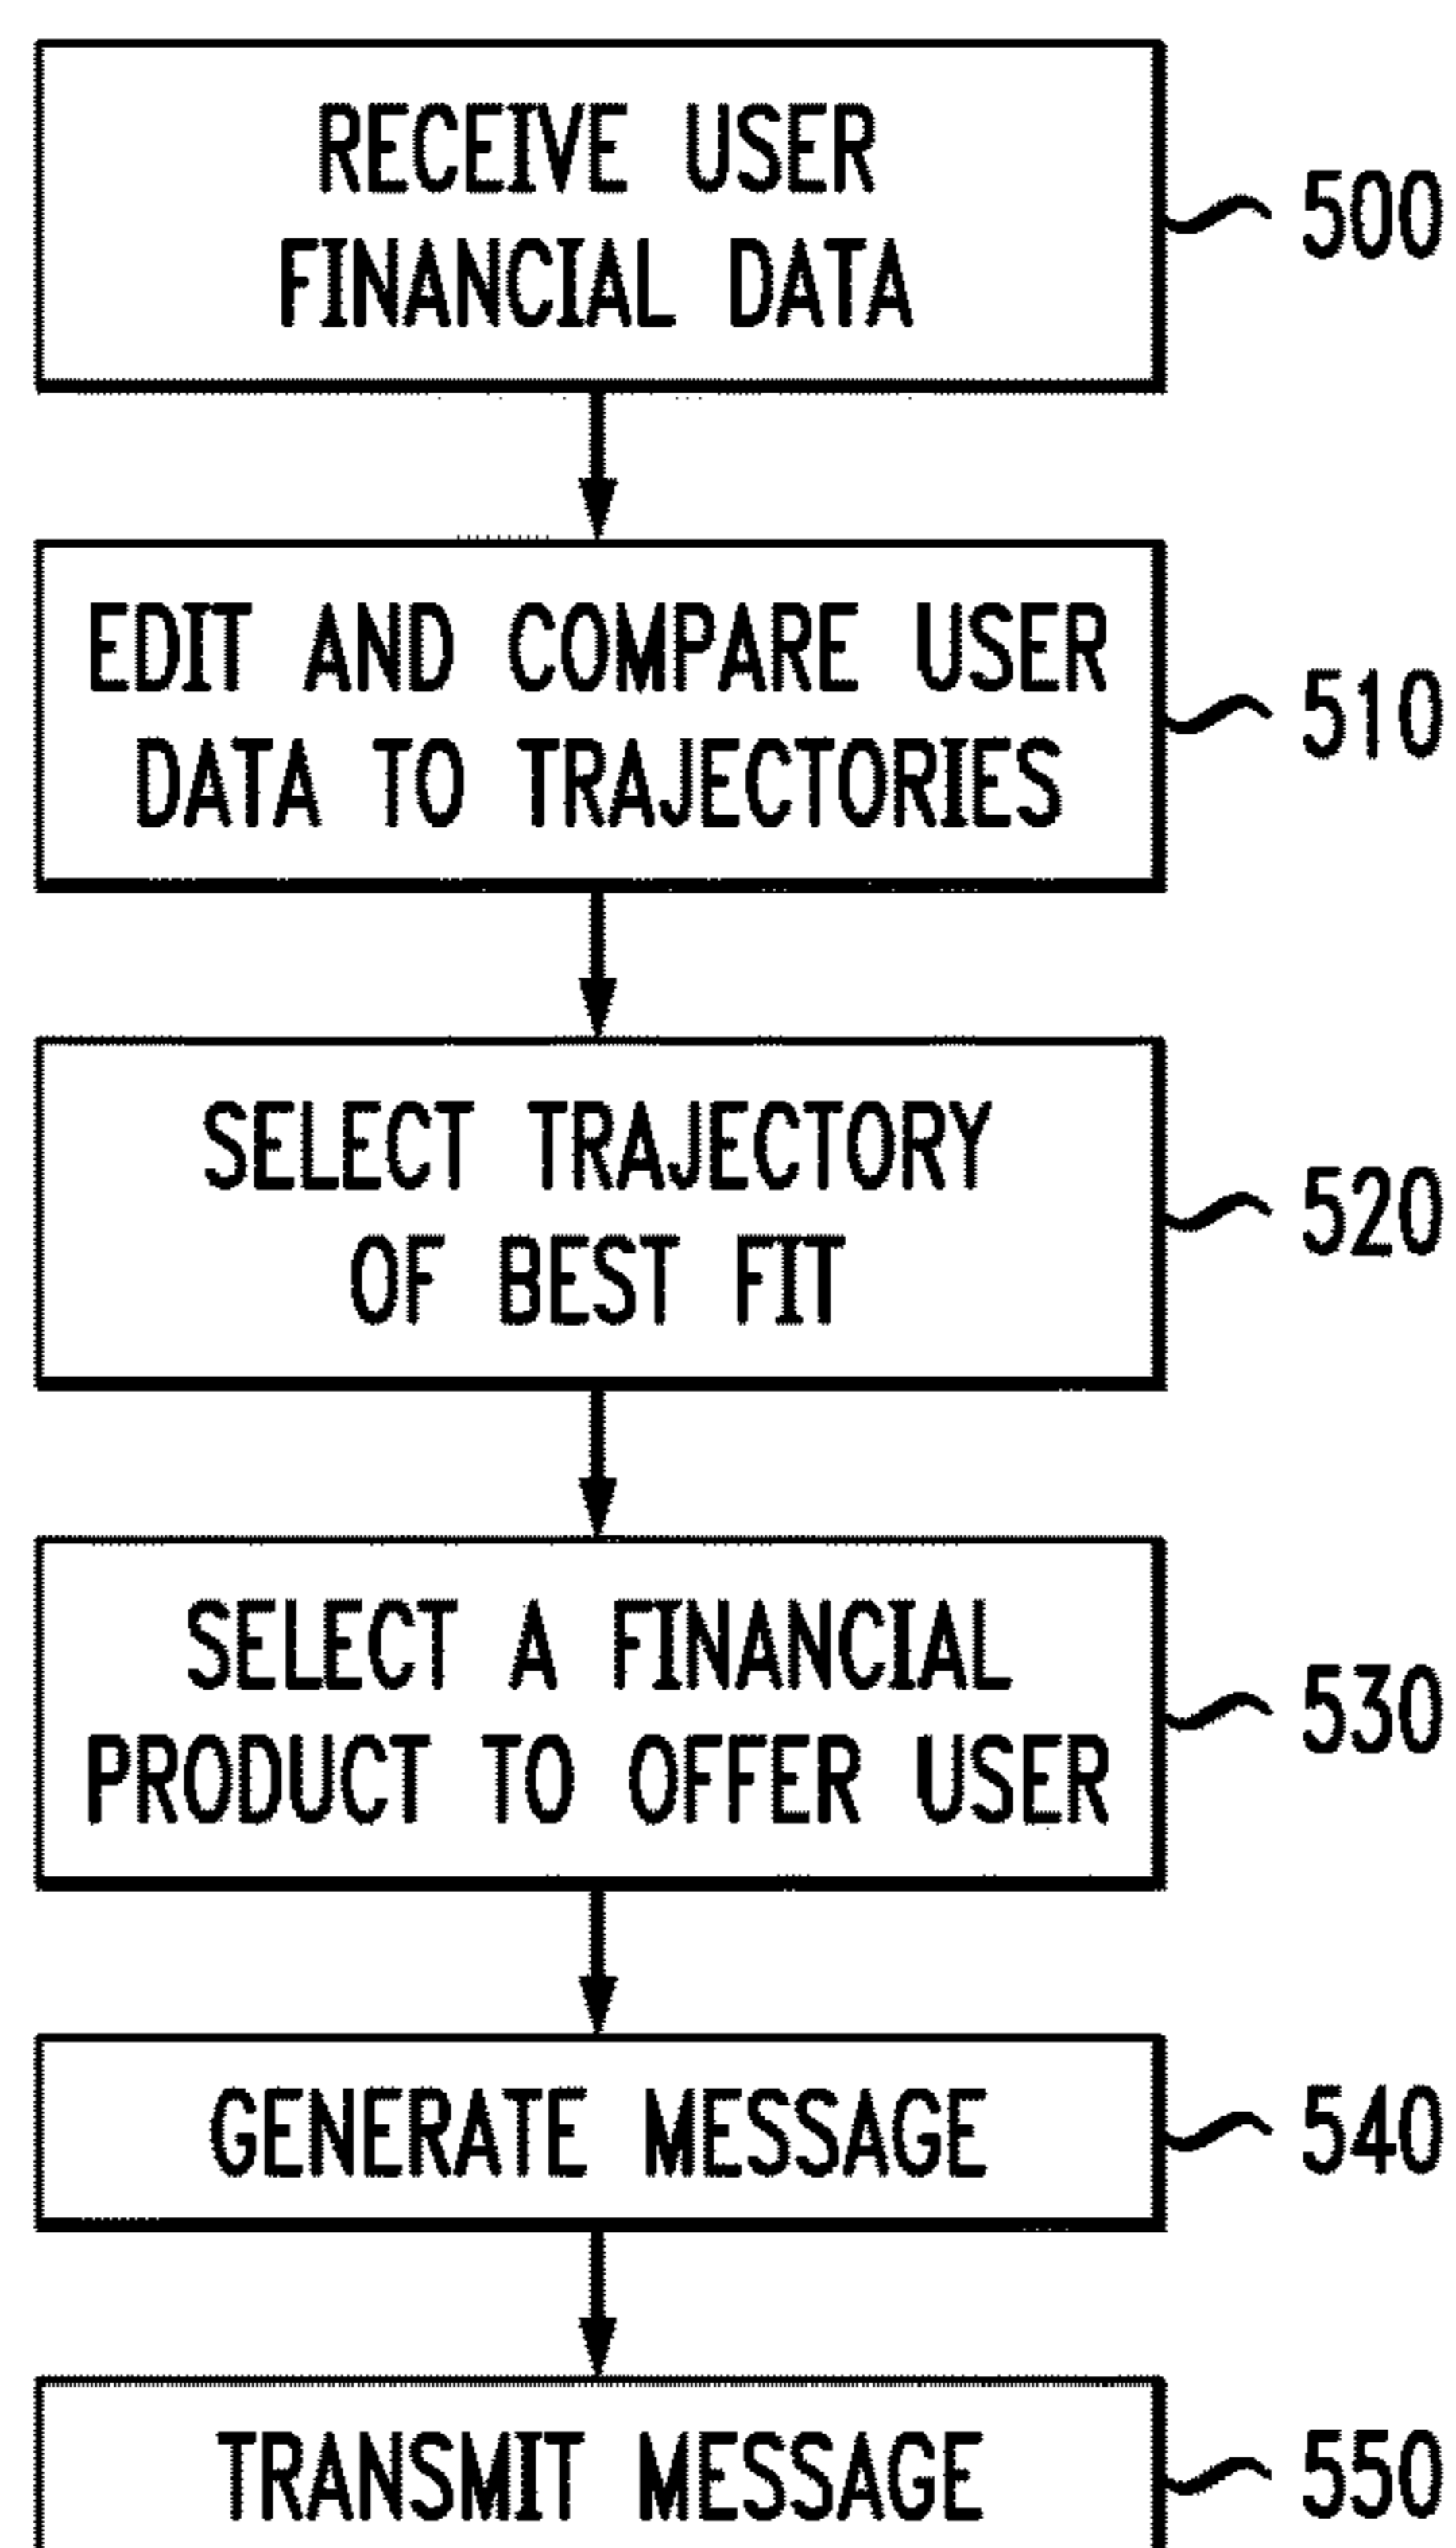 RECEIVE USER
FINANCIAL DATA
500
EDIT AND COMPARE USER
DATA TO TRAJECTORIES
510
SELECT TRAJECTORY
OF BEST FIT
520
SELECT A FINANCIAL
PRODUCT TO OFFER USER
530
GENERATE MESSAGE
540
TRANSMIT MESSAGE
550